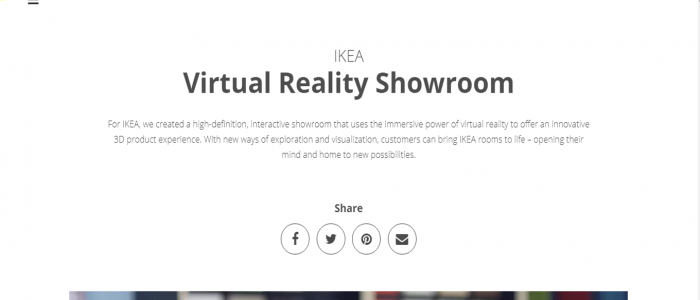 IKEA
Virtual Reality Showroom
For IKEA, we created a high-definition, interactive showroom that uses the immersive power of virtual reality to offer an innovative
3D product experience. With new ways of exploration and visualization, customers can bring IKEA rooms to life – opening their
mind and home to new possibilities.
Share